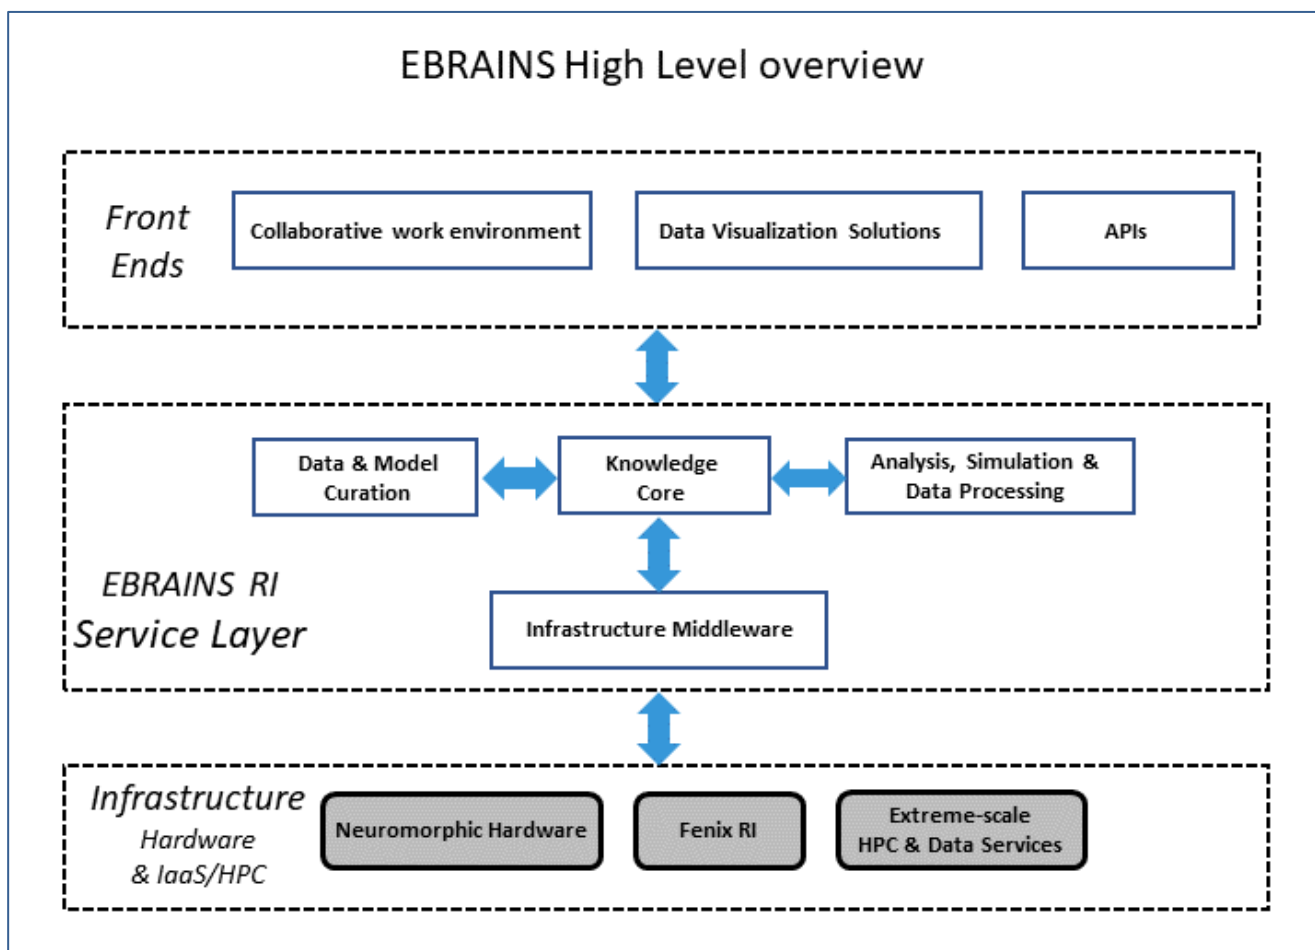 EBRAINS High Level overview
Front
Ends
Collaborative work environment
Data Visualization Solutions
APIs
Data & Model
Curation
Knowledge
Core
Analysis, Simulation &
Data Processing
EBRAINS RI
Service Layer
Infrastructure Middleware
Infrastructure
Hardware
& IaaS/HPC
Neuromorphic Hardware
Fenix RI
Extreme-scale
HPC & Data Services